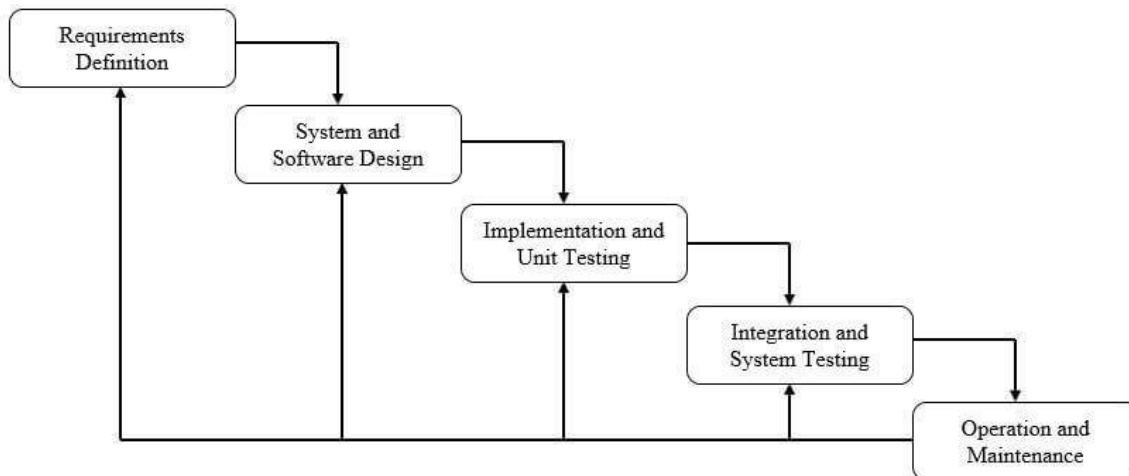 Requirements
Definition
System and
Software Design
Implementation and
Unit Testing
Integration and
System Testing
Operation and
Maintenance